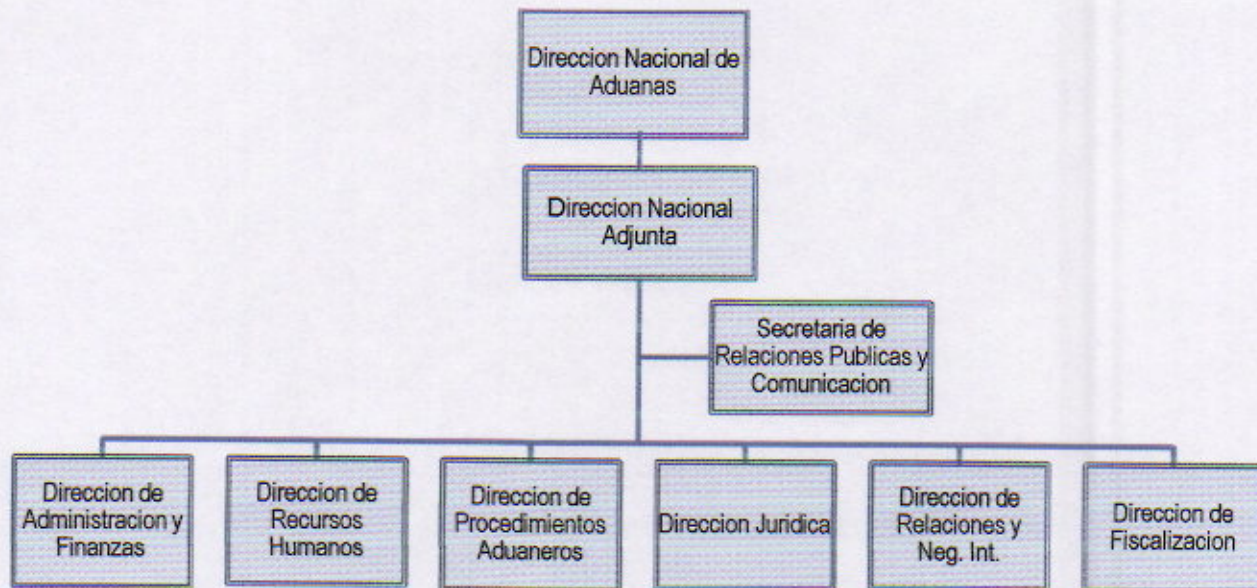 Direccion Nacional de
Aduanas
Direccion Nacional
Adjunta
Secretaria de
Relaciones Publicas y
Comunicacion
Direccion de
Administracion y
Finanzas
Direccion de
Recursos
Humanos
Direccion de
Procedimientos
Aduaneros
Direccion Juridica
Direccion de
Relaciones y
Neg. Int.
Direccion de
Fiscalizacion